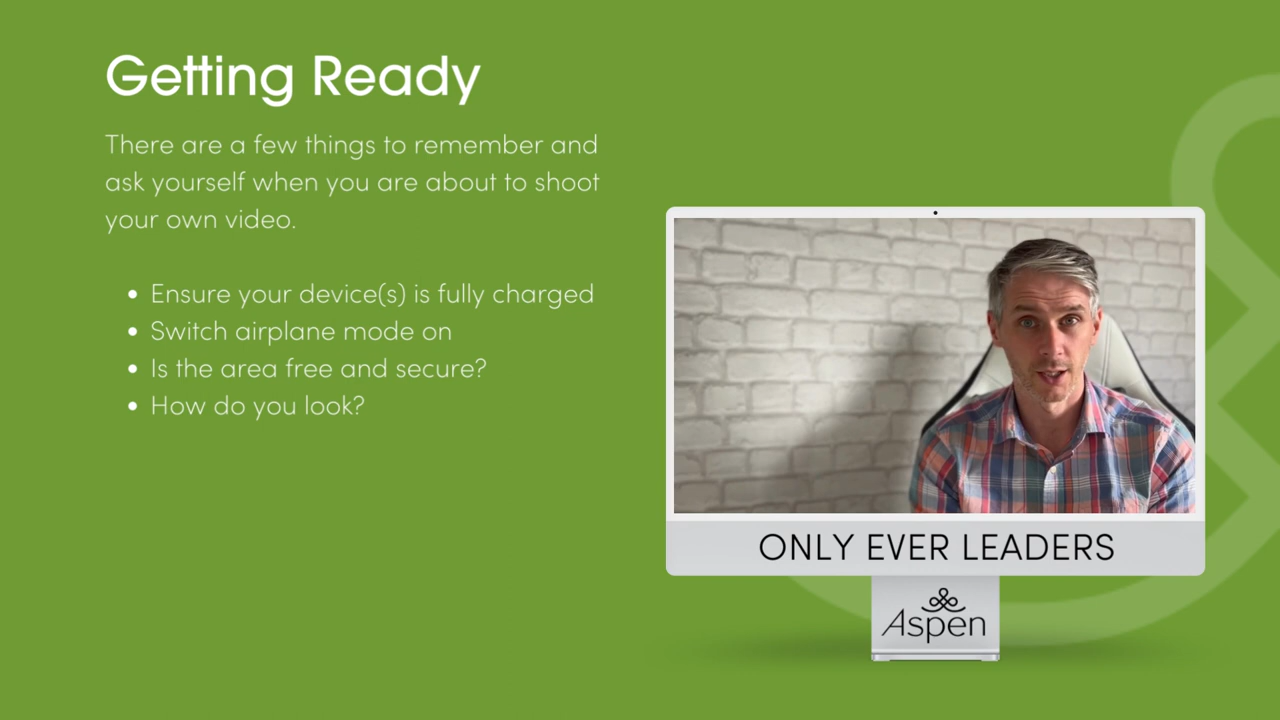 Getting Ready
There are a few things to remember and
ask yourself when you are about to shoot
your own video.
• Ensure your device(s) is fully charged
• Switch airplane mode on
• Is the area free and secure?
• How do you look?
ONLY EVER LEADERS
Aspen